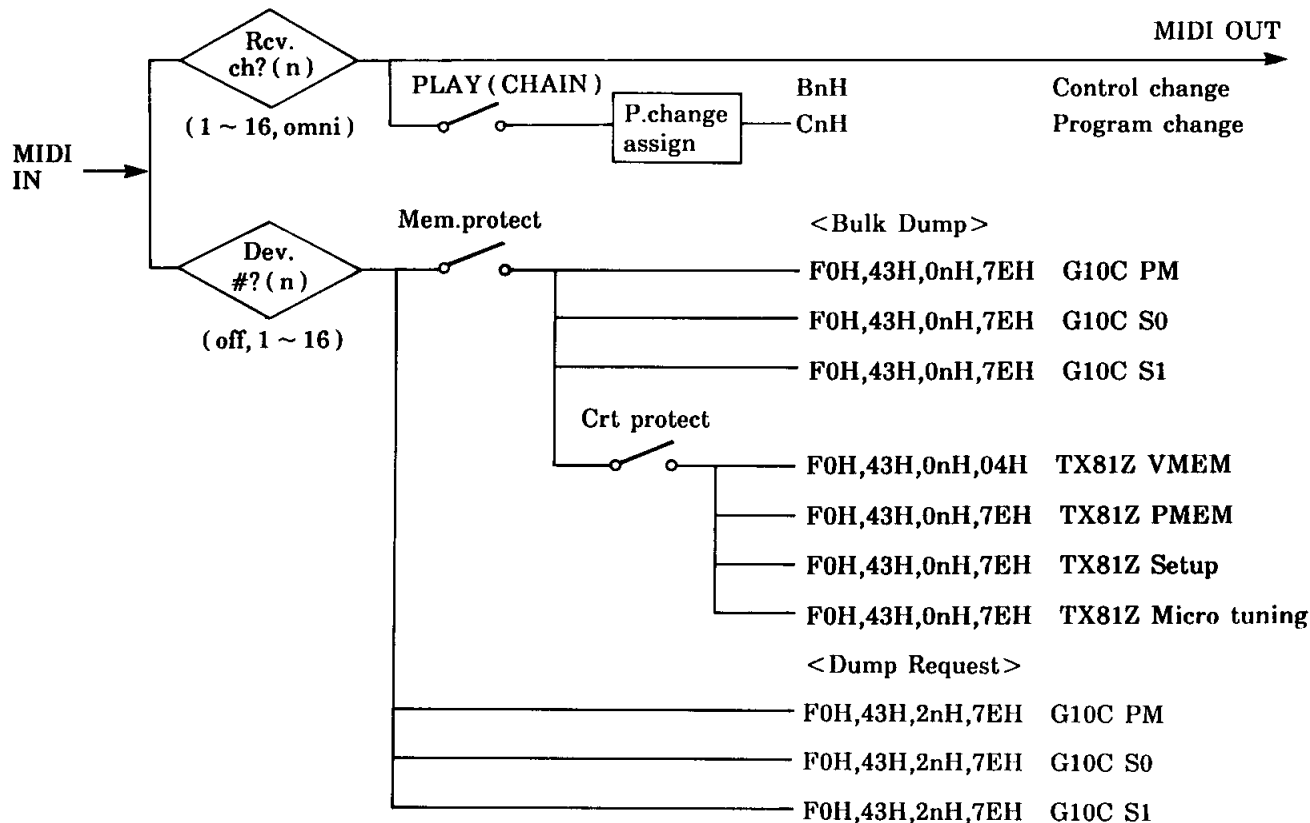 Rcv.
ch?(n)
MIDI OUT
PLAY(CHAIN)
BnH Control change
(1 ~ 16, omni)
P.change
assign
CnH Program change
MIDI
IN
Mem.protect
<Bulk Dump>
Dev.
#?(n)
F0H,43H,0nH,7EH G10C PM
(off, 1 ~ 16)
F0H,43H,0nH,7EH G10C S0
F0H,43H,0nH,7EH G10C S1
Crt protect
F0H,43H,0nH,04H TX81Z VMEM
F0H,43H,0nH,7EH TX81Z PMEM
F0H,43H,0nH,7EH TX81Z Setup
F0H,43H,0nH,7EH TX81Z Micro tuning
<Dump Request>
F0H,43H,2nH,7EH G10C PM
F0H,43H,2nH,7EH G10C S0
F0H,43H,2nH,7EH G10C S1